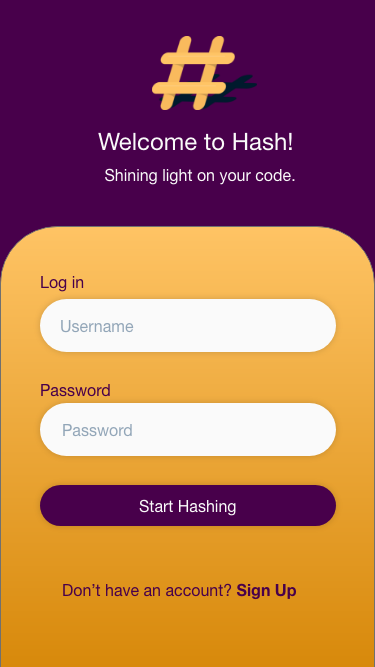 #
Welcome to Hash!
Shining light on your code.
Log in
Username
Password
Password
Start Hashing
Don't have an account? Sign Up